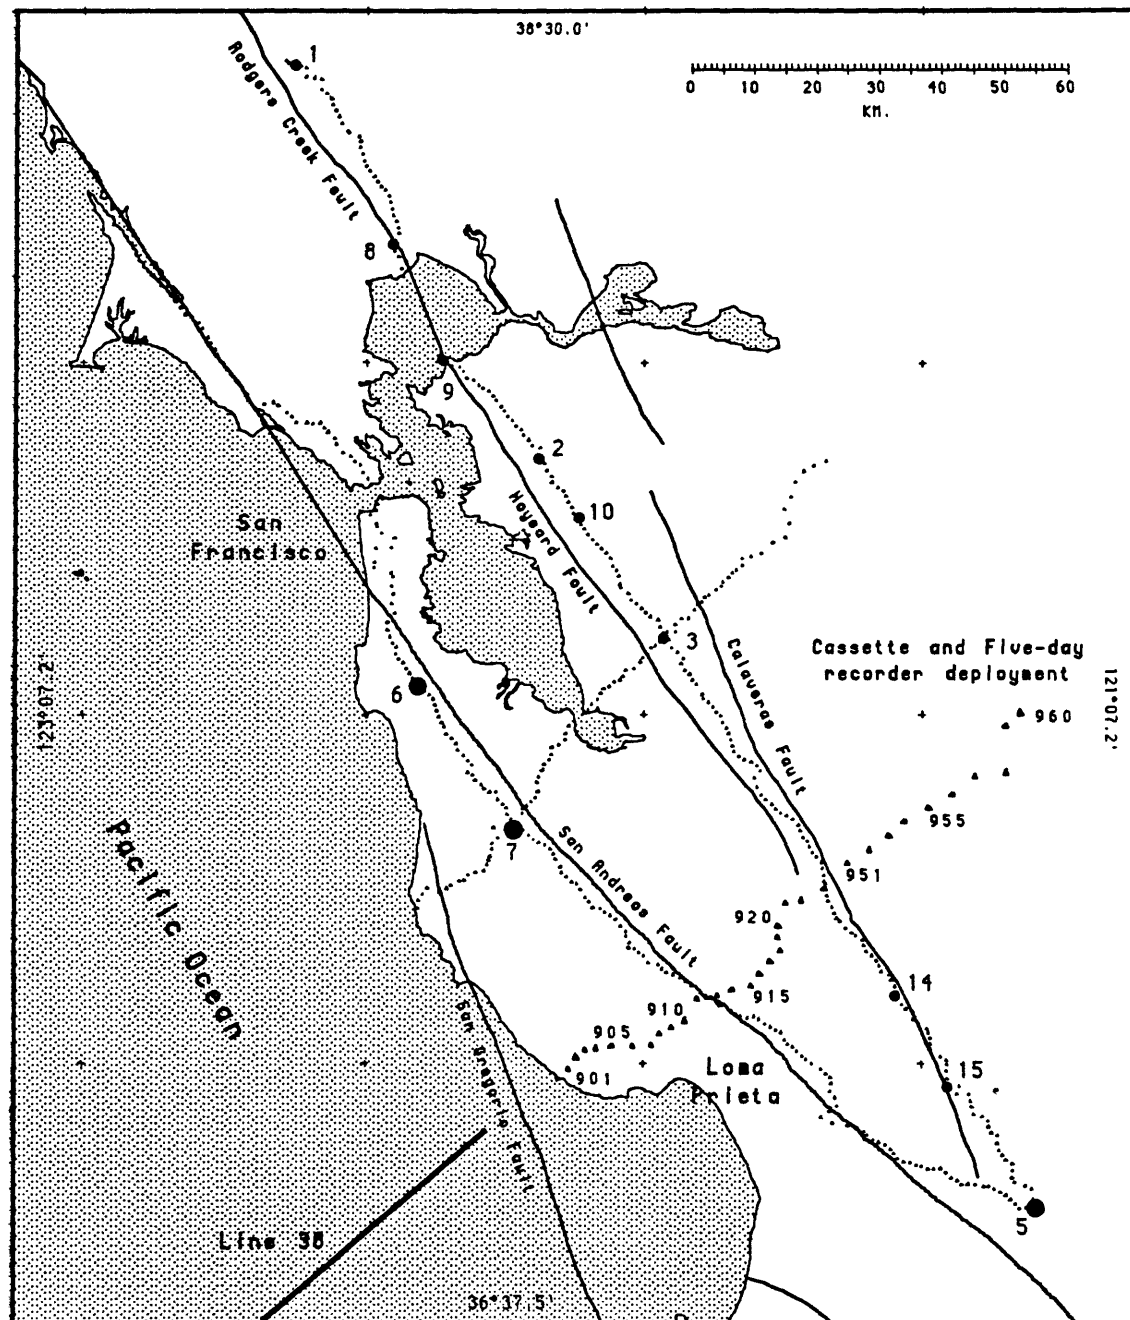 38°30.0'
1
Rodgers Creek Fault
0 10 20 30 40 50 60
KM.
8
9
2
10
San
Francisco
Hayward Fault
3
Calaveras Fault
Cassette and Five-day
recorder deployment
123°07.2'
121°07.2'
6
960
7
955
951
San Andreas Fault
Pacific Ocean
920
14
915
910
905
901
Loma
Prieta
15
San Gregorio Fault
5
Line 38
36°37.5'